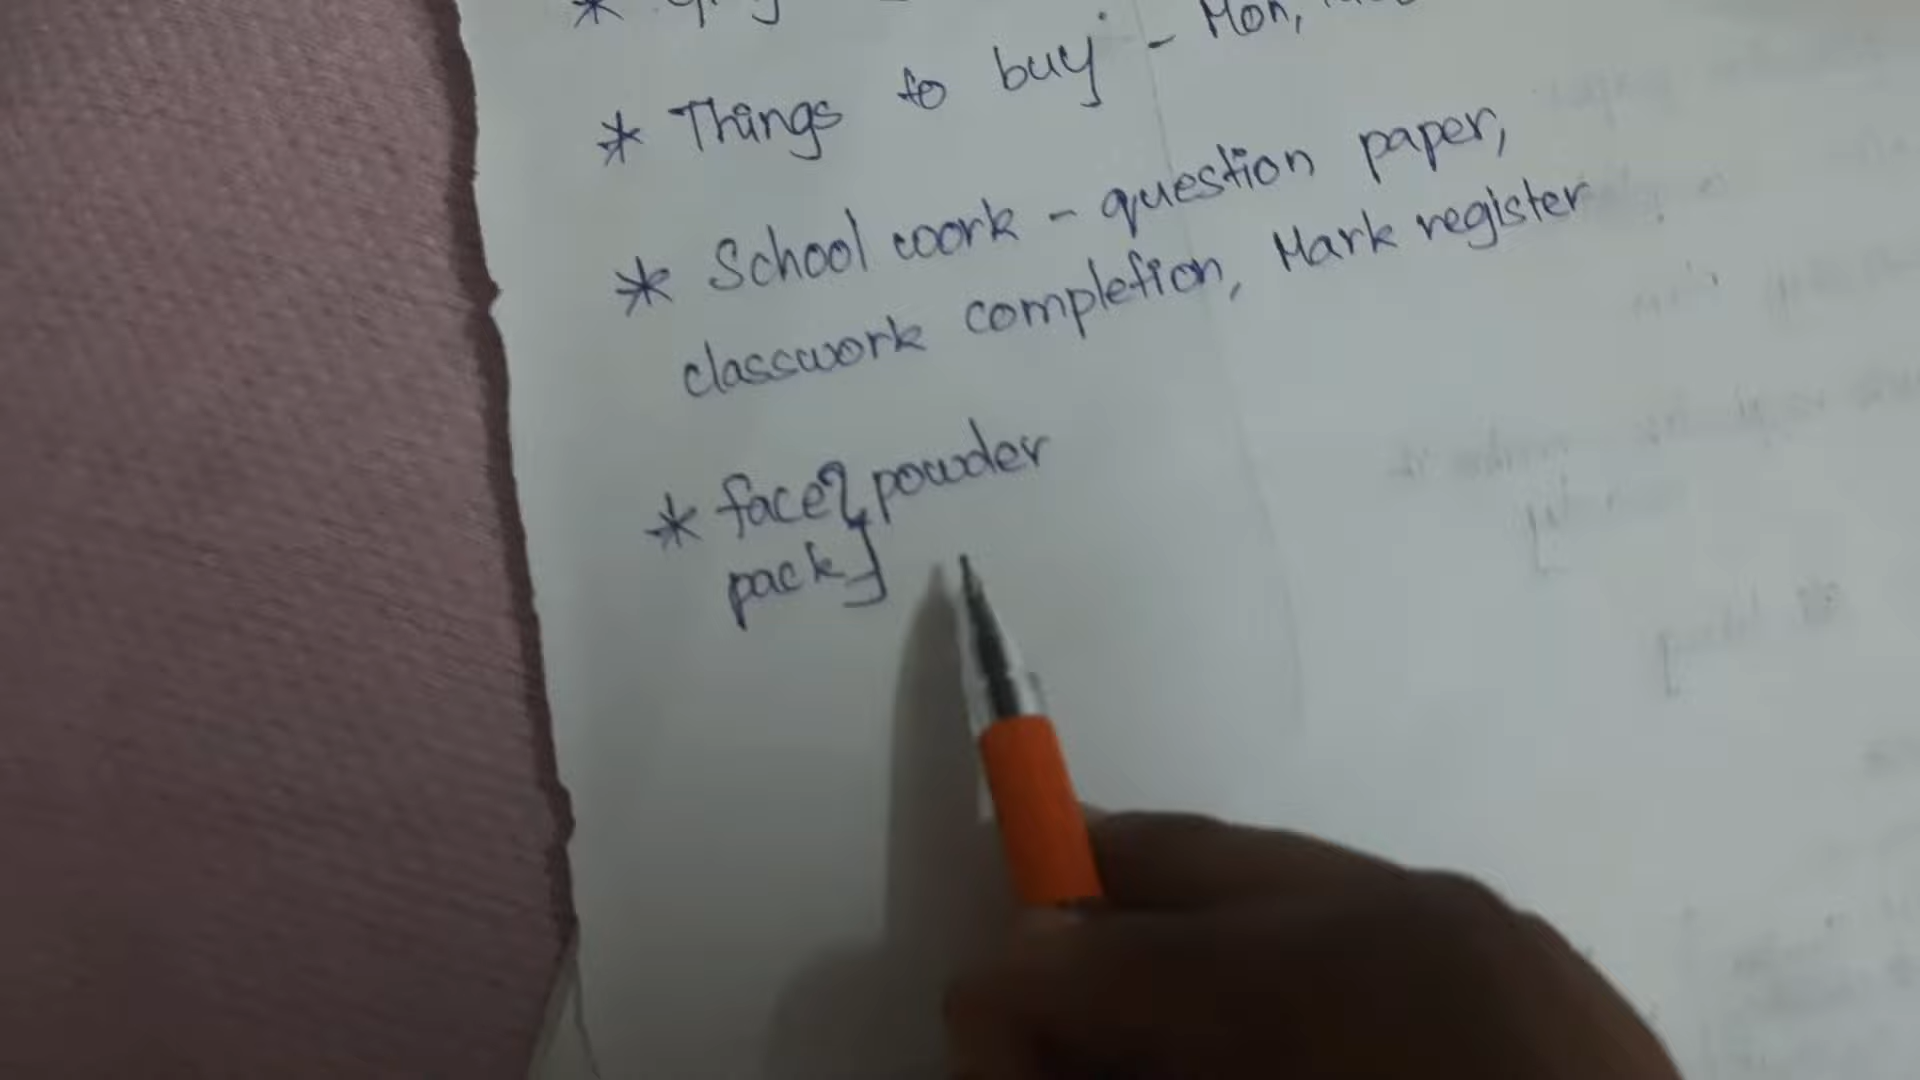 * Things to buy - Mon,
* School work - question paper,
classwork completion, Mark register
* face} powder
pack]